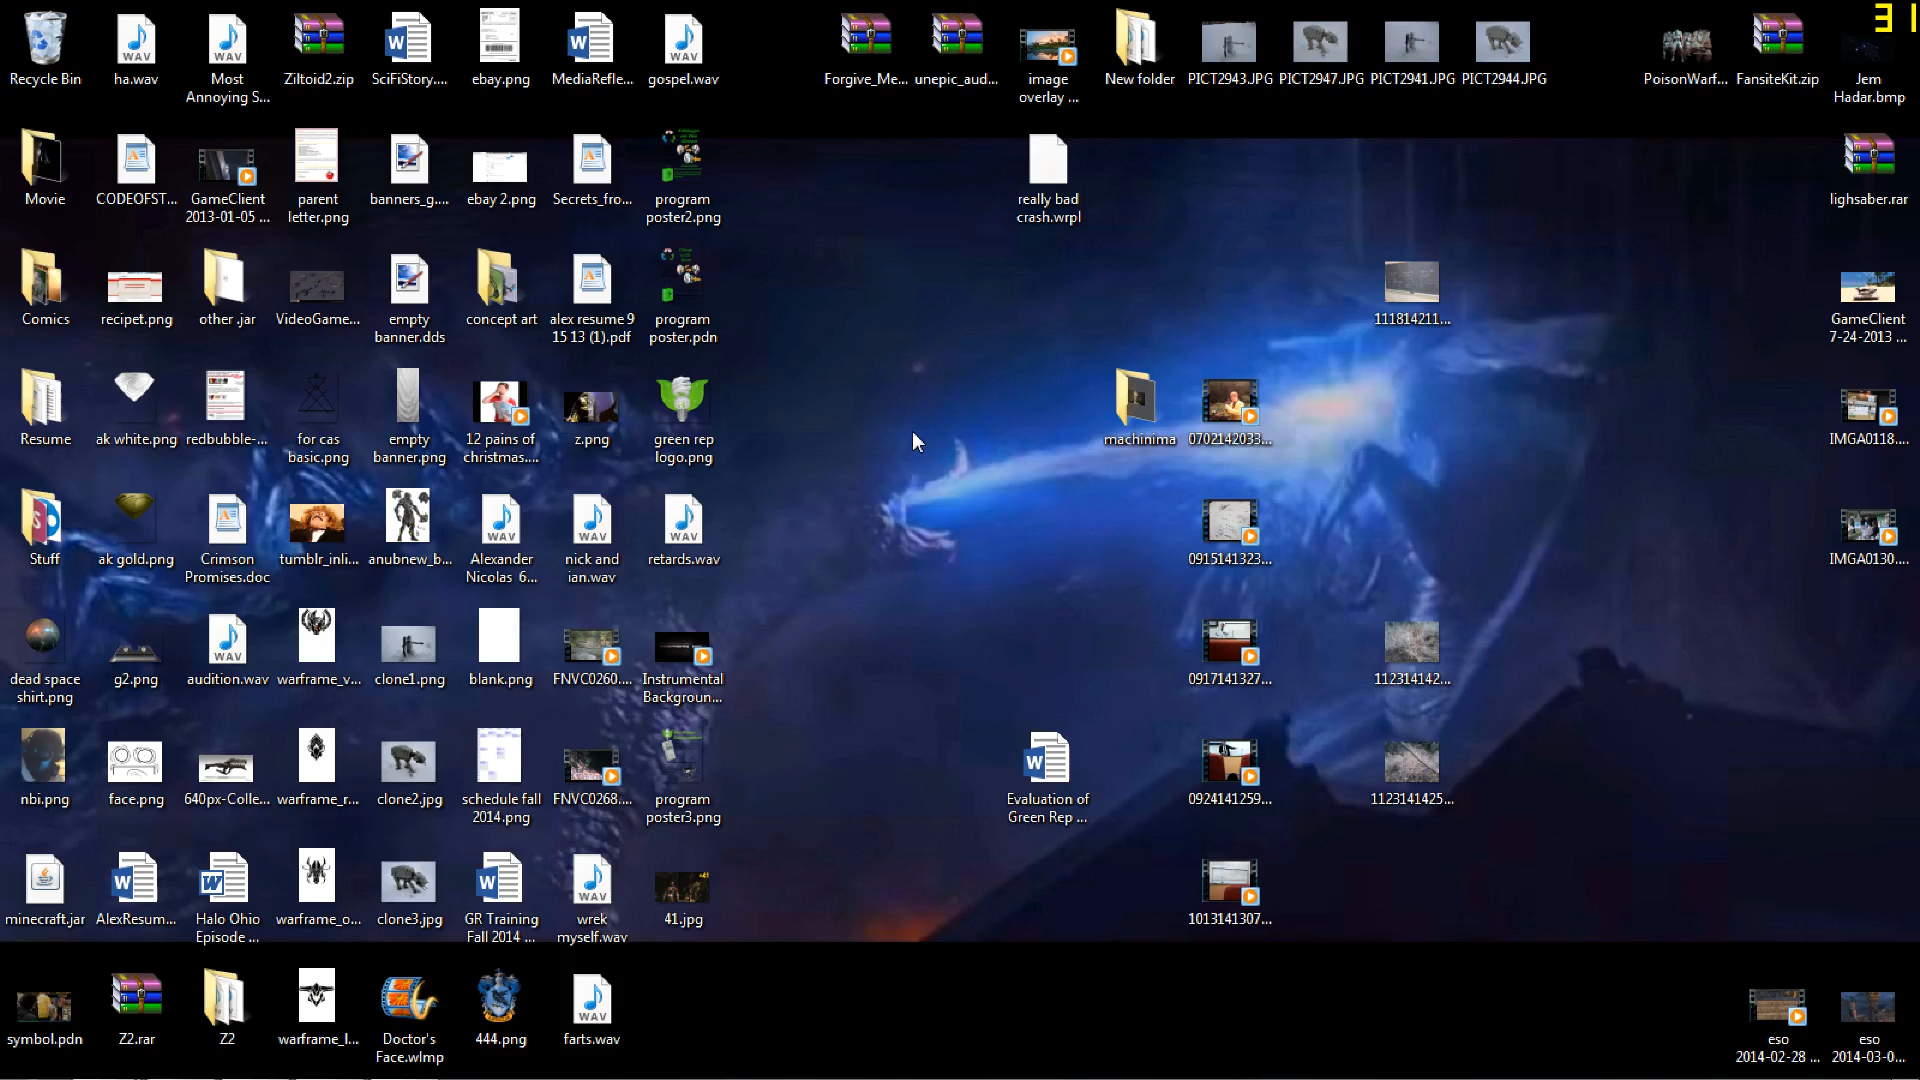 31
Recycle Bin
ha.wav
Most
Annoying S...
Ziltoid2.zip
SciFiStory....
ebay.png
MediaRefle...
gospel.wav
Forgive_Me...
unepic_aud...
image
overlay ...
New folder
PICT2943.JPG
PICT2947.JPG
PICT2941.JPG
PICT2944.JPG
PoisonWarf...
FansiteKit.zip
Jem
Hadar.bmp
Movie
CODEOFST...
GameClient
2013-01-05 ...
parent
letter.png
banners_g....
ebay 2.png
Secrets_fro...
program
poster2.png
really bad
crash.wrpl
lighsaber.rar
Comics
recipet.png
other .jar
VideoGame...
empty
banner.dds
concept art
alex resume 9
15 13 (1).pdf
program
poster.pdn
111814211...
GameClient
7-24-2013 ...
Resume
ak white.png
redbubble-...
for cas
basic.png
empty
banner.png
12 pains of
christmas....
z.png
green rep
logo.png
machinima
0702142033...
IMGA0118....
Stuff
ak gold.png
Crimson
Promises.doc
tumblr_inli...
anubnew_b...
Alexander
Nicolas 6...
nick and
ian.wav
retards.wav
0915141323...
IMGA0130....
dead space
shirt.png
g2.png
audition.wav
warframe_v...
clone1.png
blank.png
FNVC0260....
Instrumental
Backgroun...
0917141327...
112314142...
nbi.png
face.png
640px-Colle...
warframe_r...
clone2.jpg
schedule fall
2014.png
FNVC0268....
program
poster3.png
Evaluation of
Green Rep ...
0924141259...
1123141425...
minecraft.jar
AlexResum...
Halo Ohio
Episode ...
warframe_o...
clone3.jpg
GR Training
Fall 2014 ...
wrek
myself.wav
41.jpg
1013141307...
symbol.pdn
Z2.rar
Z2
warframe_l...
Doctor's
Face.wlmp
444.png
farts.wav
eso
2014-02-28 ...
eso
2014-03-0...